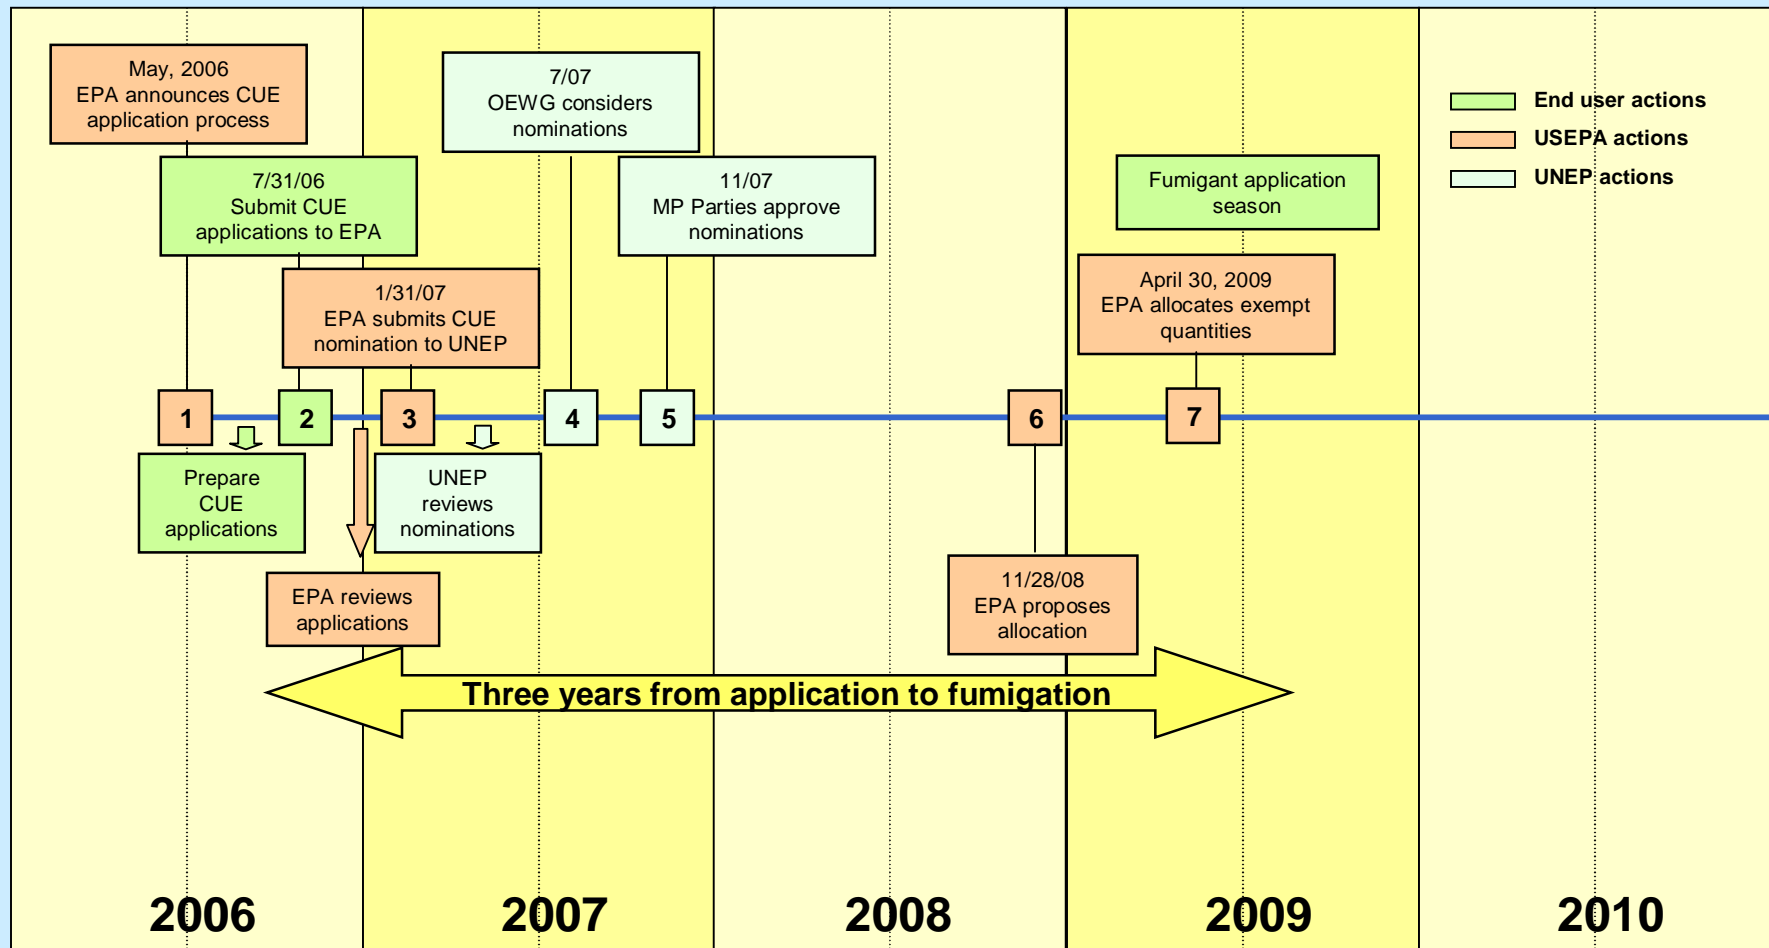 May, 2006
EPA announces CUE
application process
7/31/06
Submit CUE
applications to EPA
1/31/07
EPA submits CUE
nomination to UNEP
7/07
OEWG considers
nominations
11/07
MP Parties approve
nominations
Fumigant application
season
April 30, 2009
EPA allocates exempt
quantities
End user actions
USEPA actions
UNEP actions
1
2
3
4
5
6
7
Prepare
CUE
applications
UNEP
reviews
nominations
EPA reviews
applications
11/28/08
EPA proposes
allocation
Three years from application to fumigation
2006
2007
2008
2009
2010